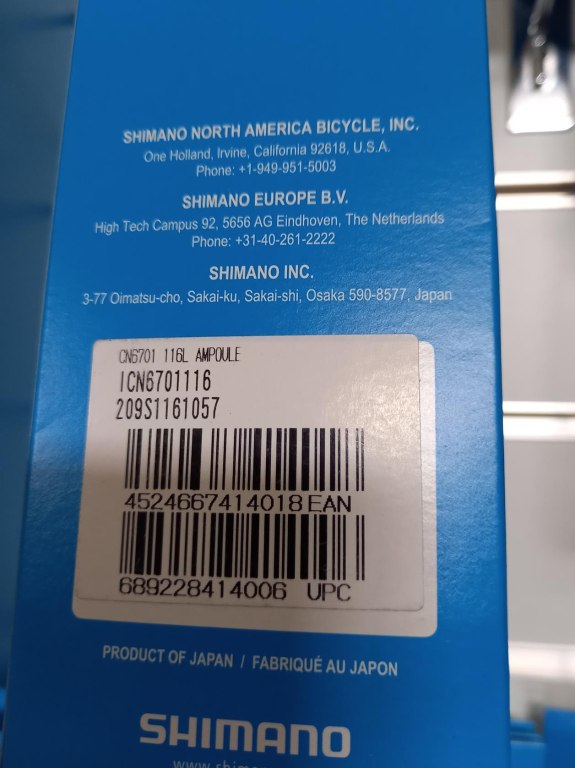 SHIMANO NORTH AMERICA BICYCLE, INC.
One Holland, Irvine, California 92618, U.S.A.
Phone: +1-949-951-5003
SHIMANO EUROPE B.V.
High Tech Campus 92, 5656 AG Eindhoven, The Netherlands
Phone: +31-40-261-2222
SHIMANO INC.
3-77 Oimatsu-cho, Sakai-ku, Sakai-shi, Osaka 590-8577, Japan
CN6701 116L AMPOULE
ICN6701116
209S1161057
4524667414018 EAN
689228414006 UPC
PRODUCT OF JAPAN / FABRIQUÉ AU JAPON
SHIMANO